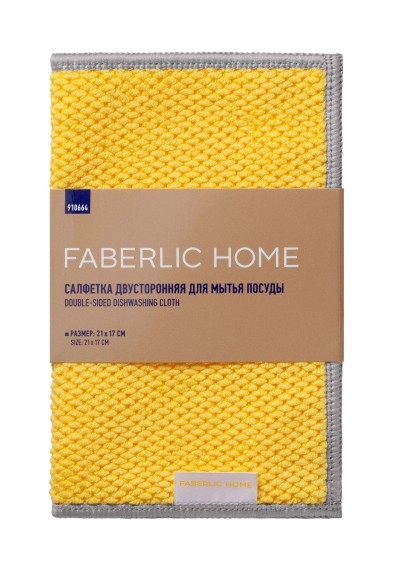 910664
FABERLIC HOME
САЛФЕТКА ДВУСТОРОННЯЯ ДЛЯ МЫТЬЯ ПОСУДЫ
DOUBLE-SIDED DISHWASHING CLOTH
РАЗМЕР: 21 x 17 СМ
SIZE: 21 x 17 CM
FABERLIC HOME